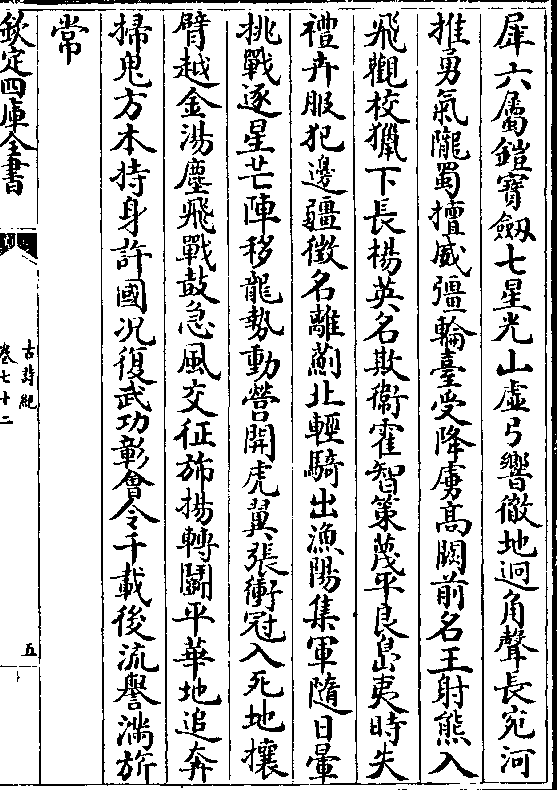 犀六屬鎧寶劒七星光山虚弓響徹地迥角聲長宛河
推勇氣隴蜀擅威彊輪臺受降虜高闕前名王射熊入
飛觀校獵下長楊英名欺衛霍智策蔑平良島夷時失
禮卉服犯邊疆徵名離薊北輕騎出漁陽集軍隨日暈
挑戰逐星芒陣移龍勢動營開虎翼張衝冠入死地攘
臂越金湯塵飛戰鼓急風交征斾揚轉鬬平華地追奔
掃鬼方本持身許國况復武功彰會令千載後流譽滿旂
常
欽定四庫全書
古詩紀
卷七十二
五